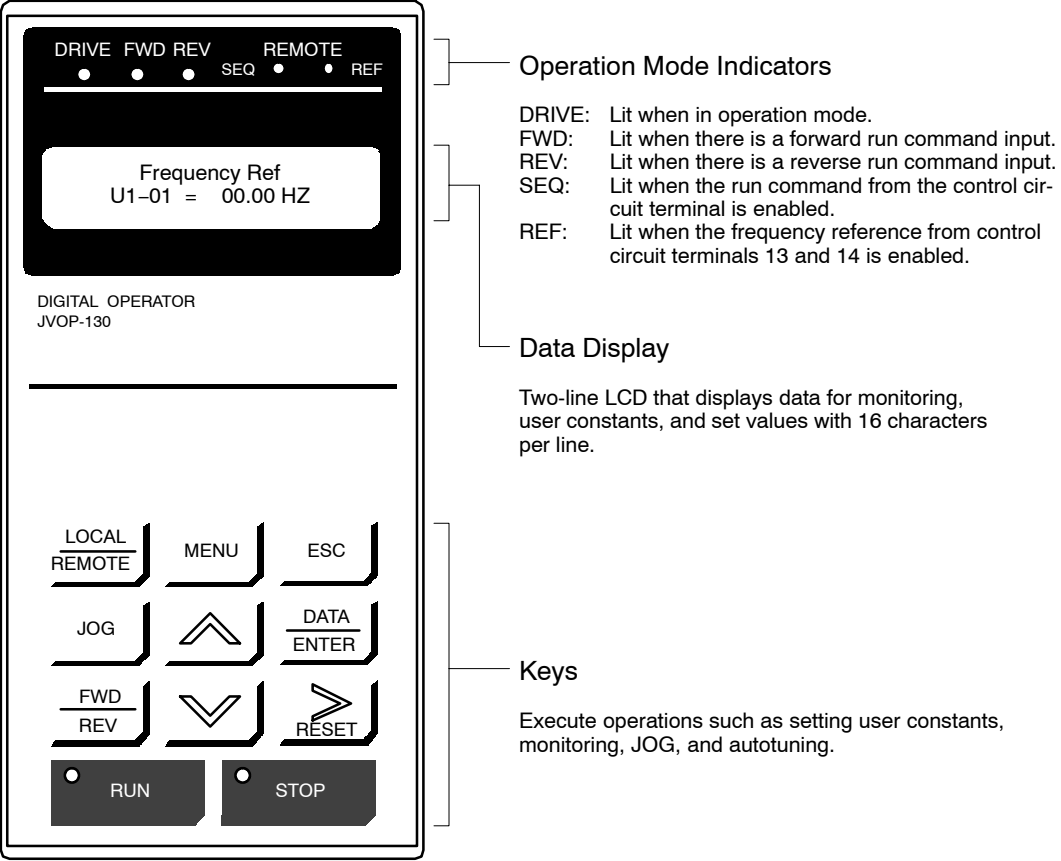 DRIVE FWD REV REMOTE
SEQ REF
Frequency Ref
U1−01 = 00.00 HZ
DIGITAL OPERATOR
JVOP-130
LOCAL
REMOTE
MENU
ESC
JOG
DATA
ENTER
FWD
REV
RESET
RUN
STOP
Operation Mode Indicators
DRIVE: Lit when in operation mode.
FWD: Lit when there is a forward run command input.
REV: Lit when there is a reverse run command input.
SEQ: Lit when the run command from the control cir-
cuit terminal is enabled.
REF: Lit when the frequency reference from control
circuit terminals 13 and 14 is enabled.
Data Display
Two-line LCD that displays data for monitoring,
user constants, and set values with 16 characters
per line.
Keys
Execute operations such as setting user constants,
monitoring, JOG, and autotuning.